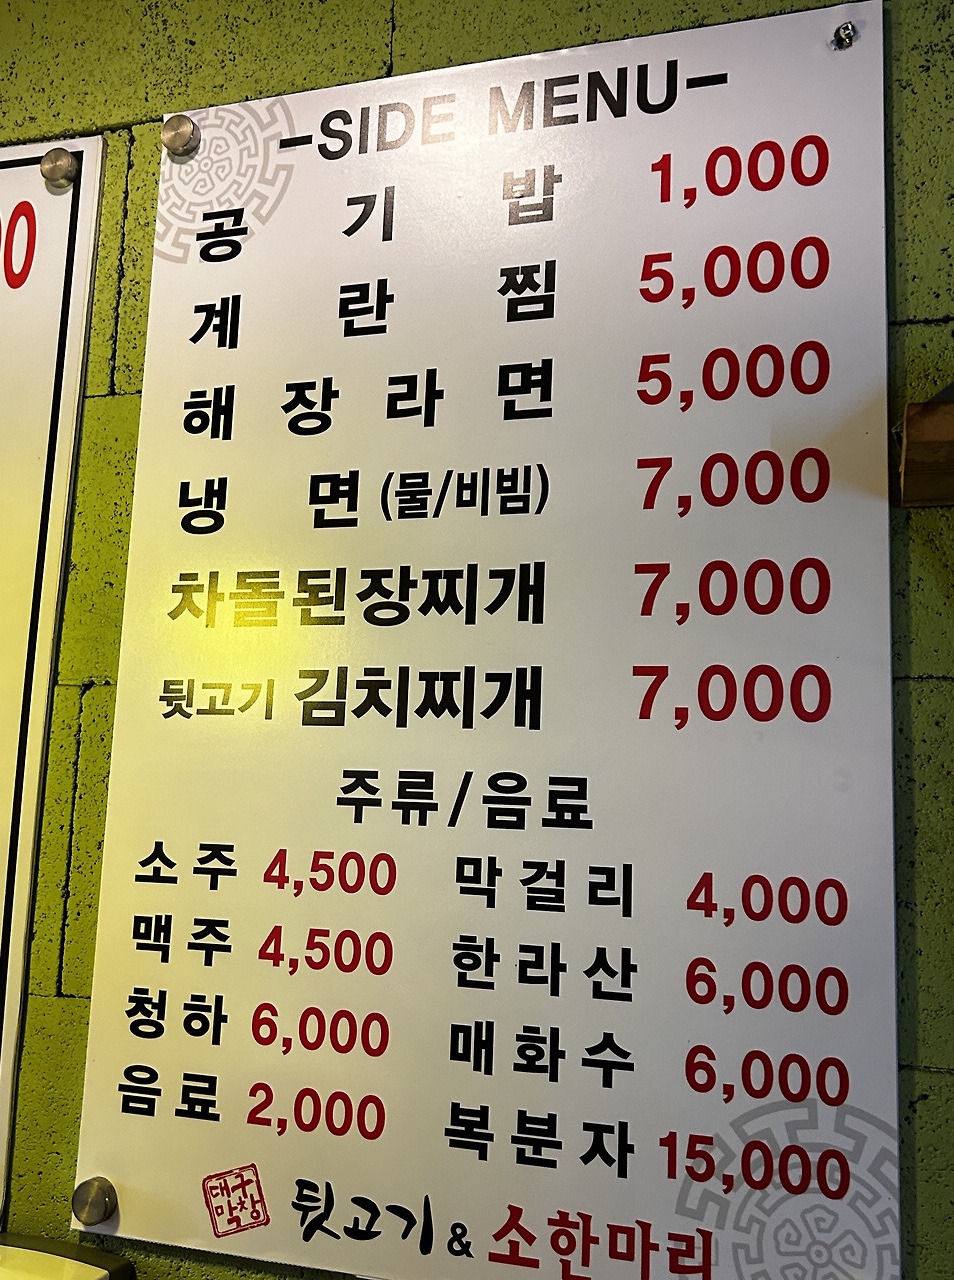 -SIDE MENU-
공기밥 1,000
계란찜 5,000
해장라면 5,000
냉면(물/비빔) 7,000
차돌된장찌개 7,000
뒷고기 김치찌개 7,000
주류/음료
소주 4,500 막걸리 4,000
맥주 4,500 한라산 6,000
청하 6,000 매화수 6,000
음료 2,000 복분자 15,000
대구
막창
뒷고기 & 소한마리